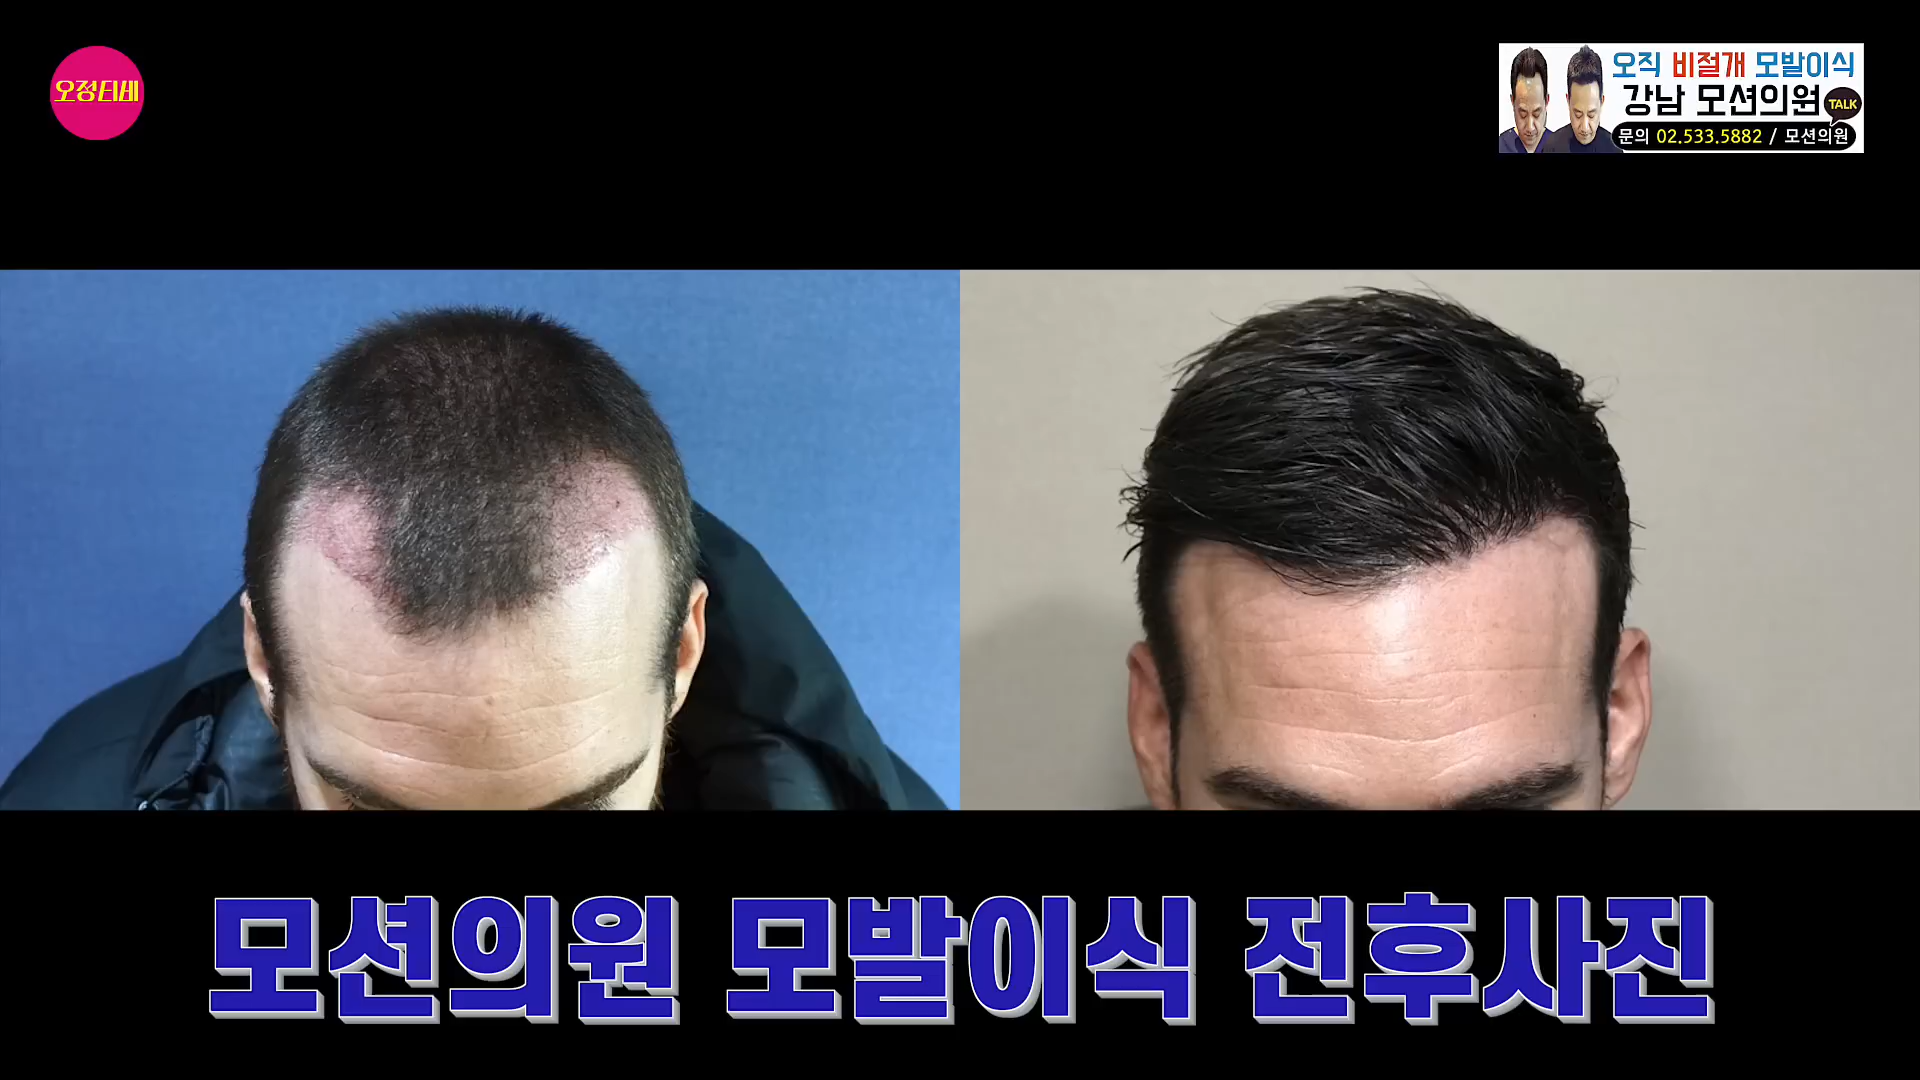 오정티비
오직 비절개 모발이식
강남 모션의원 TALK
문의 02.533.5882 / 모션의원
모션의원 모발이식 전후사진